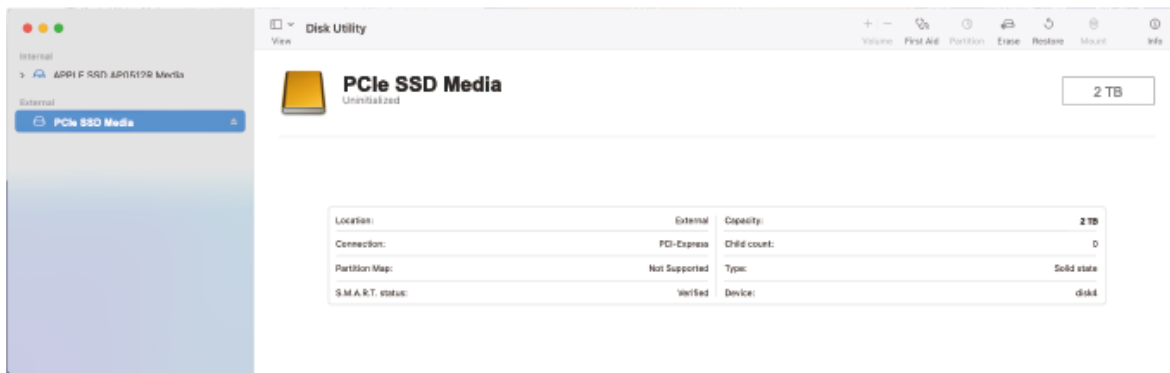 Disk Utility
View
Volume First Aid Partition Erase Restore Mount Info
Internal
APPLE SSD AP0512R Media
External
PCIe SSD Media
PCIe SSD Media
Uninitialized
2 TB
Location: External
Capacity: 2 TB
Connection: PCI-Express
Child count: 0
Partition Map: Not Supported
Type: Solid state
S.M.A.R.T. status: Verified
Device: disk4